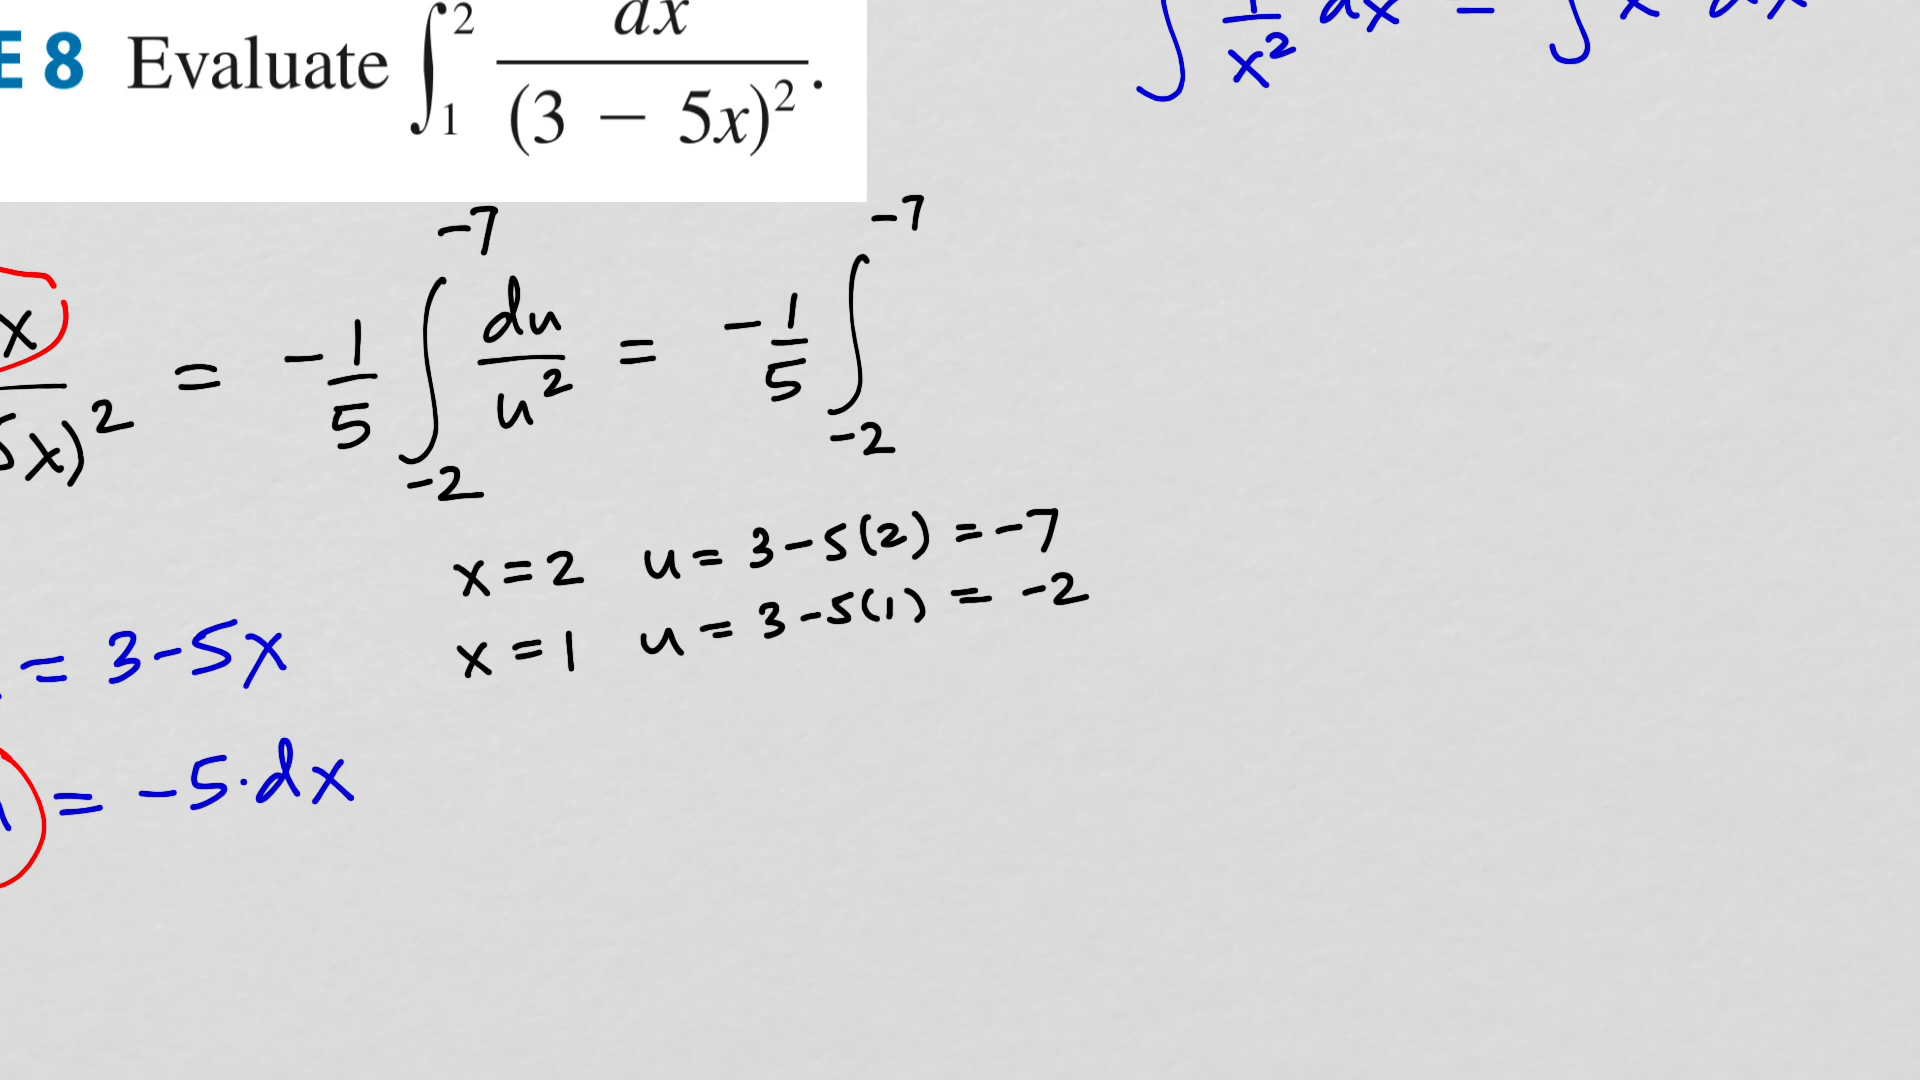 E 8 Evaluate ∫₁² dx / (3 − 5x)².
∫ 1/x² dx = ∫ x dx
x / 5x)² = −1/5 ∫₋₂⁻⁷ du/u² = −1/5 ∫₋₂⁻⁷
x = 2 u = 3 − 5(2) = −7
x = 1 u = 3 − 5(1) = −2
= 3 − 5x
= −5·dx